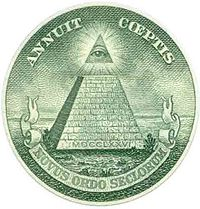 ANNUIT CŒPTIS
MDCCLXXVI
NOVUS ORDO SECLORUM